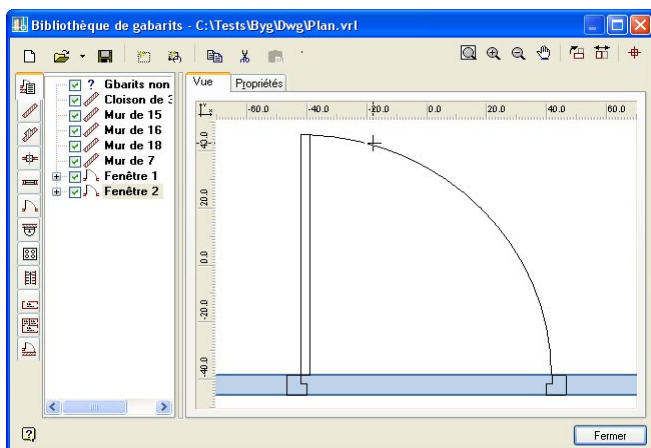 Bibliothèque de gabarits - C:\Tests\Byg\Dwg\Plan.vrl
Gbarits non
Cloison de
Mur de 15
Mur de 16
Mur de 18
Mur de 7
Fenêtre 1
Fenêtre 2
Vue Propriétés
-60.0 -40.0 -20.0 0.0 20.0 40.0 60.0
40.0
20.0
0.0
-20.0
-40.0
Fermer